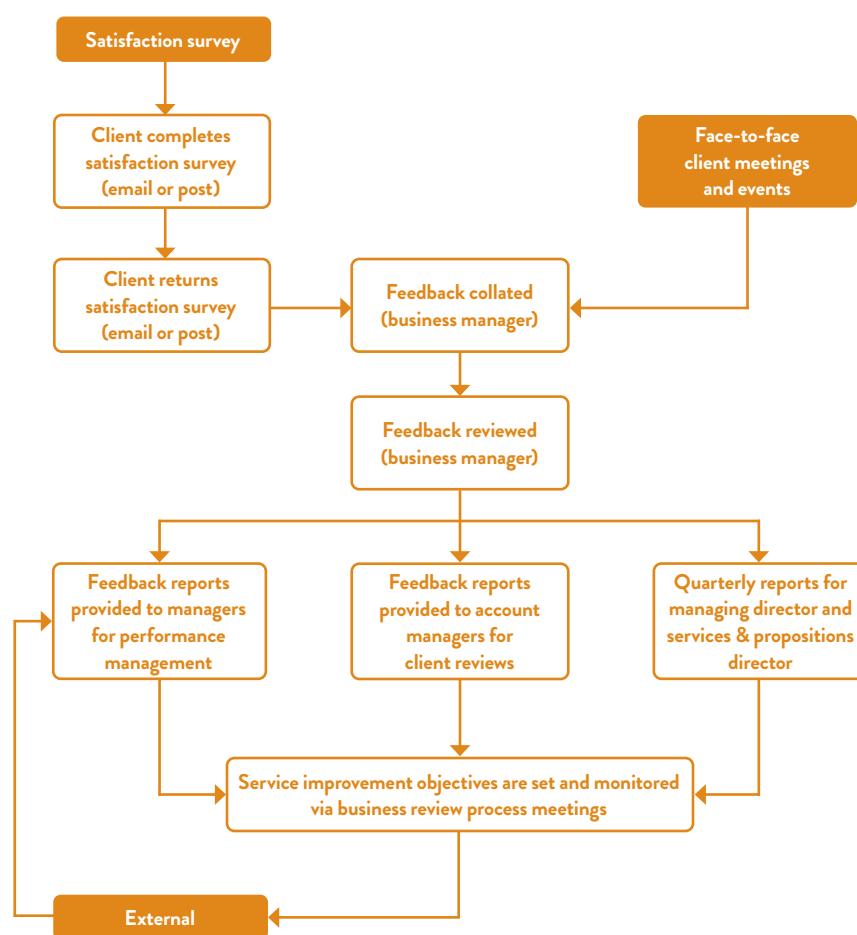 Satisfaction survey
Client completes
satisfaction survey
(email or post)
Face-to-face
client meetings
and events
Client returns
satisfaction survey
(email or post)
Feedback collated
(business manager)
Feedback reviewed
(business manager)
Feedback reports
provided to managers
for performance
management
Feedback reports
provided to account
managers for
client reviews
Quarterly reports for
managing director and
services & propositions
director
Service improvement objectives are set and monitored
via business review process meetings
External